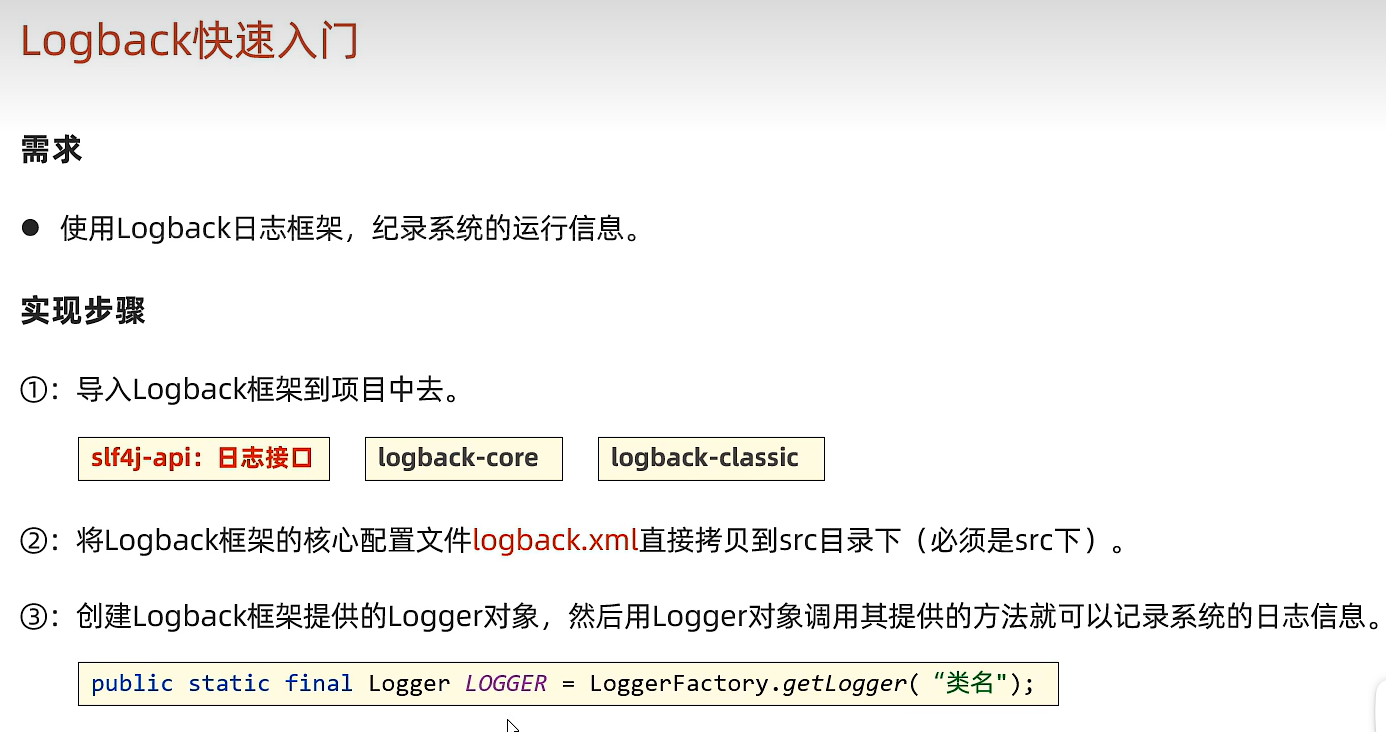 Logback快速入门
需求
● 使用Logback日志框架，纪录系统的运行信息。
实现步骤
①：导入Logback框架到项目中去。
slf4j-api：日志接口 logback-core logback-classic
②：将Logback框架的核心配置文件logback.xml直接拷贝到src目录下（必须是src下）。
③：创建Logback框架提供的Logger对象，然后用Logger对象调用其提供的方法就可以记录系统的日志信息。
public static final Logger LOGGER = LoggerFactory.getLogger(“类名");